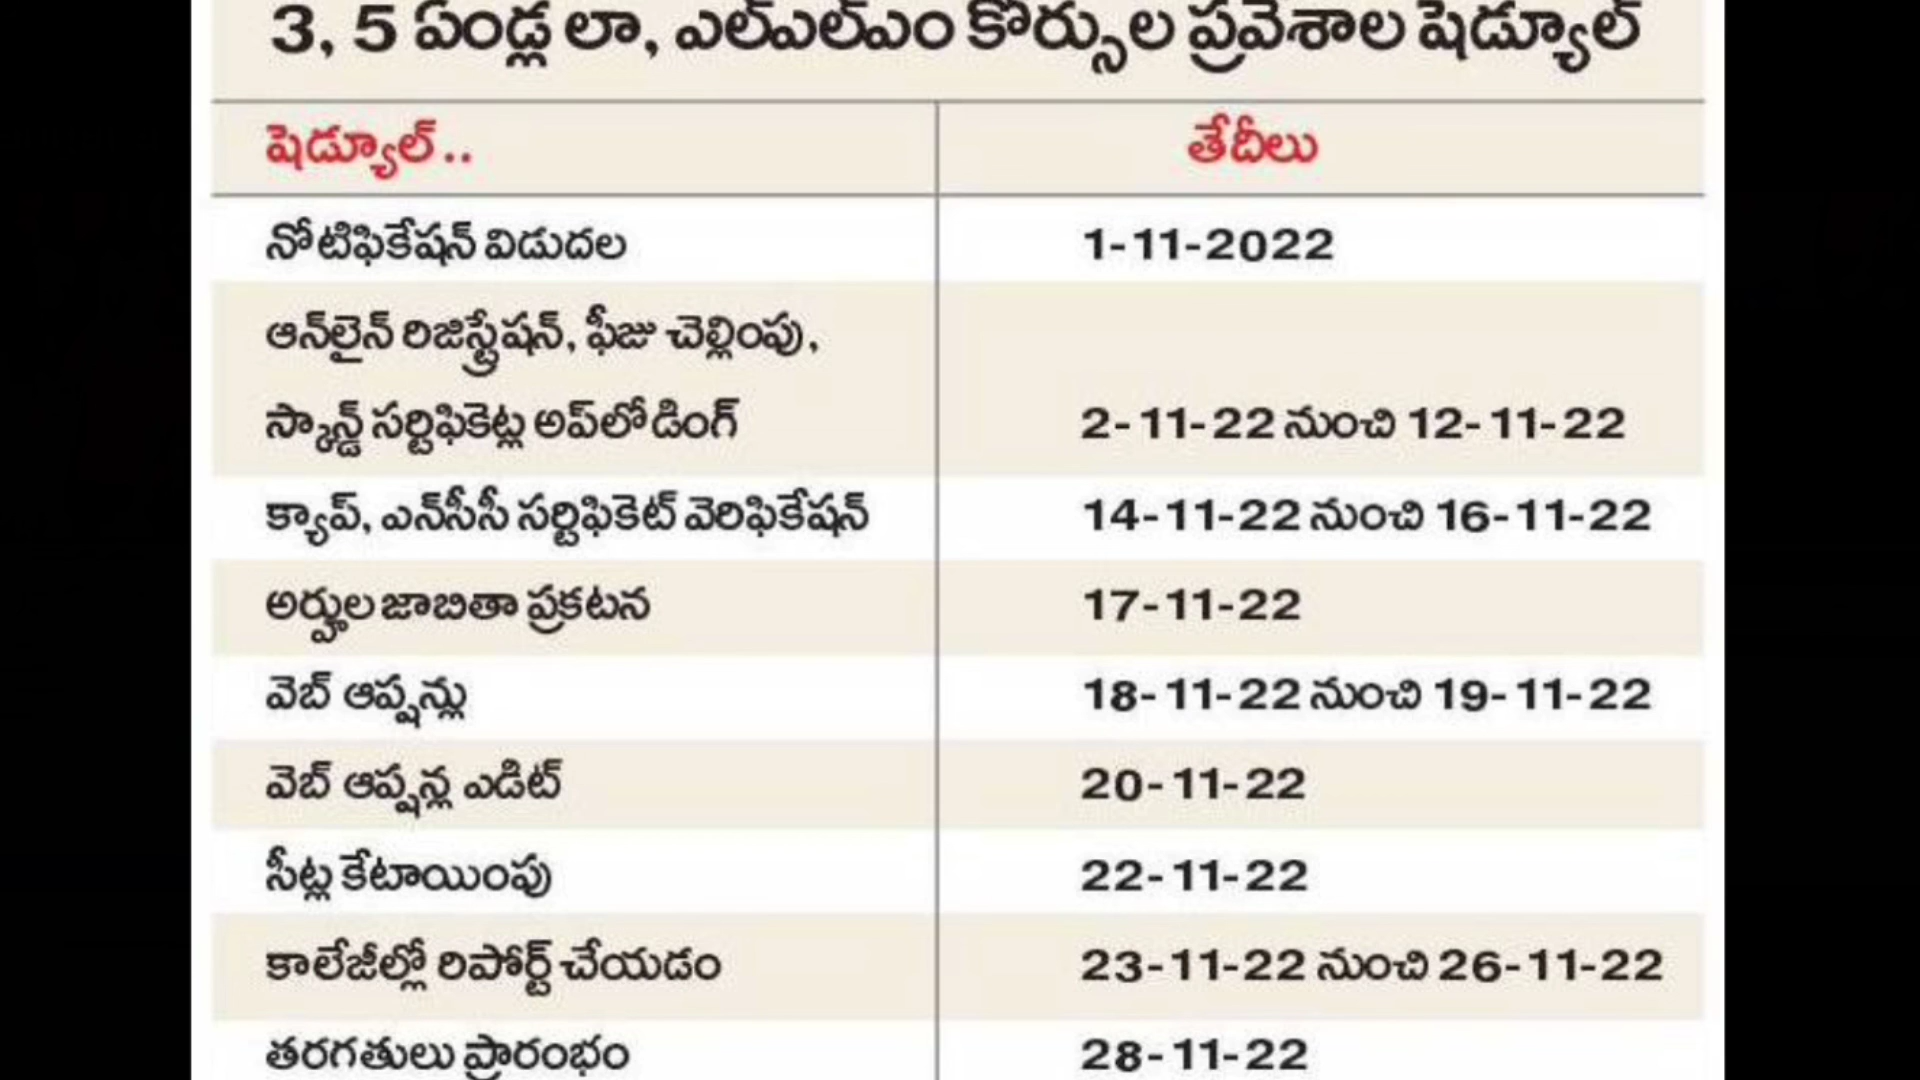 3, 5 ఏండ్ల లా, ఎల్ఎల్ఎం కోర్సుల ప్రవేశాల షెడ్యూల్
షెడ్యూల్.. తేదీలు
నోటిఫికేషన్ విడుదల 1-11-2022
ఆన్‌లైన్ రిజిస్ట్రేషన్, ఫీజు చెల్లింపు,
స్కాన్డ్ సర్టిఫికెట్ల అప్‌లోడింగ్ 2-11-22 నుంచి 12-11-22
క్యాప్, ఎన్‌సీసీ సర్టిఫికెట్ వెరిఫికేషన్ 14-11-22 నుంచి 16-11-22
అర్హుల జాబితా ప్రకటన 17-11-22
వెబ్ ఆప్షన్లు 18-11-22 నుంచి 19-11-22
వెబ్ ఆప్షన్ల ఎడిట్ 20-11-22
సీట్ల కేటాయింపు 22-11-22
కాలేజీల్లో రిపోర్ట్ చేయడం 23-11-22 నుంచి 26-11-22
తరగతులు ప్రారంభం 28-11-22